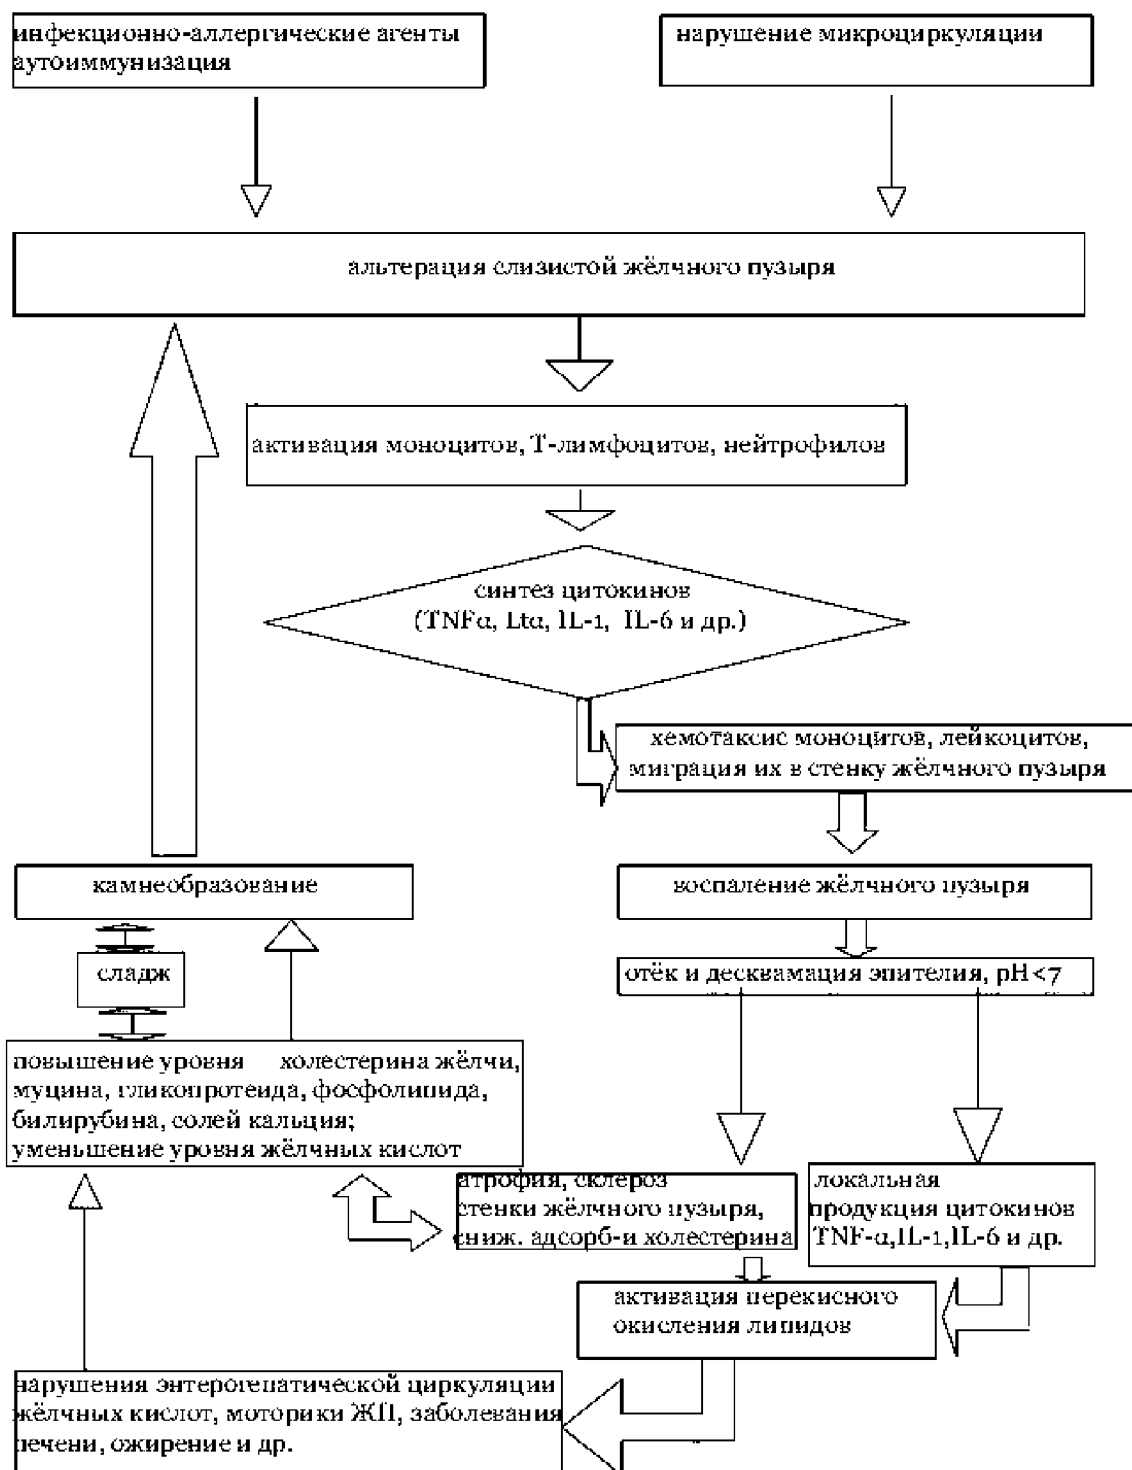 инфекционно-аллергические агенты
аутоиммунизация
нарушение микроциркуляции
альтерация слизистой жёлчного пузыря
активация моноцитов, Т-лимфоцитов, нейтрофилов
синтез цитокинов
(TNFα, Ltα, IL-1, IL-6 и др.)
хемотаксис моноцитов, лейкоцитов,
миграция их в стенку жёлчного пузыря
камнеобразование
воспаление жёлчного пузыря
сладж
отёк и десквамация эпителия, pH<7
повышение уровня холестерина жёлчи,
муцина, гликопротеида, фосфолипида,
билирубина, солей кальция;
уменьшение уровня жёлчных кислот
атрофия, склероз
стенки жёлчного пузыря,
сниж. адсорб-и холестерина
локальная
продукция цитокинов
TNF-α,IL-1,IL-6 и др.
активация перекисного
окисления липидов
нарушения энтерогепатической циркуляции
жёлчных кислот, моторики ЖП, заболевания
печени, ожирение и др.